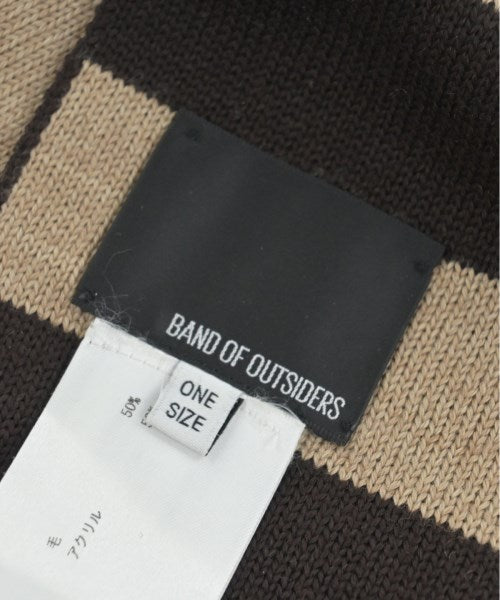 BAND OF OUTSIDERS
ONE
SIZE
50%
毛
アクリル